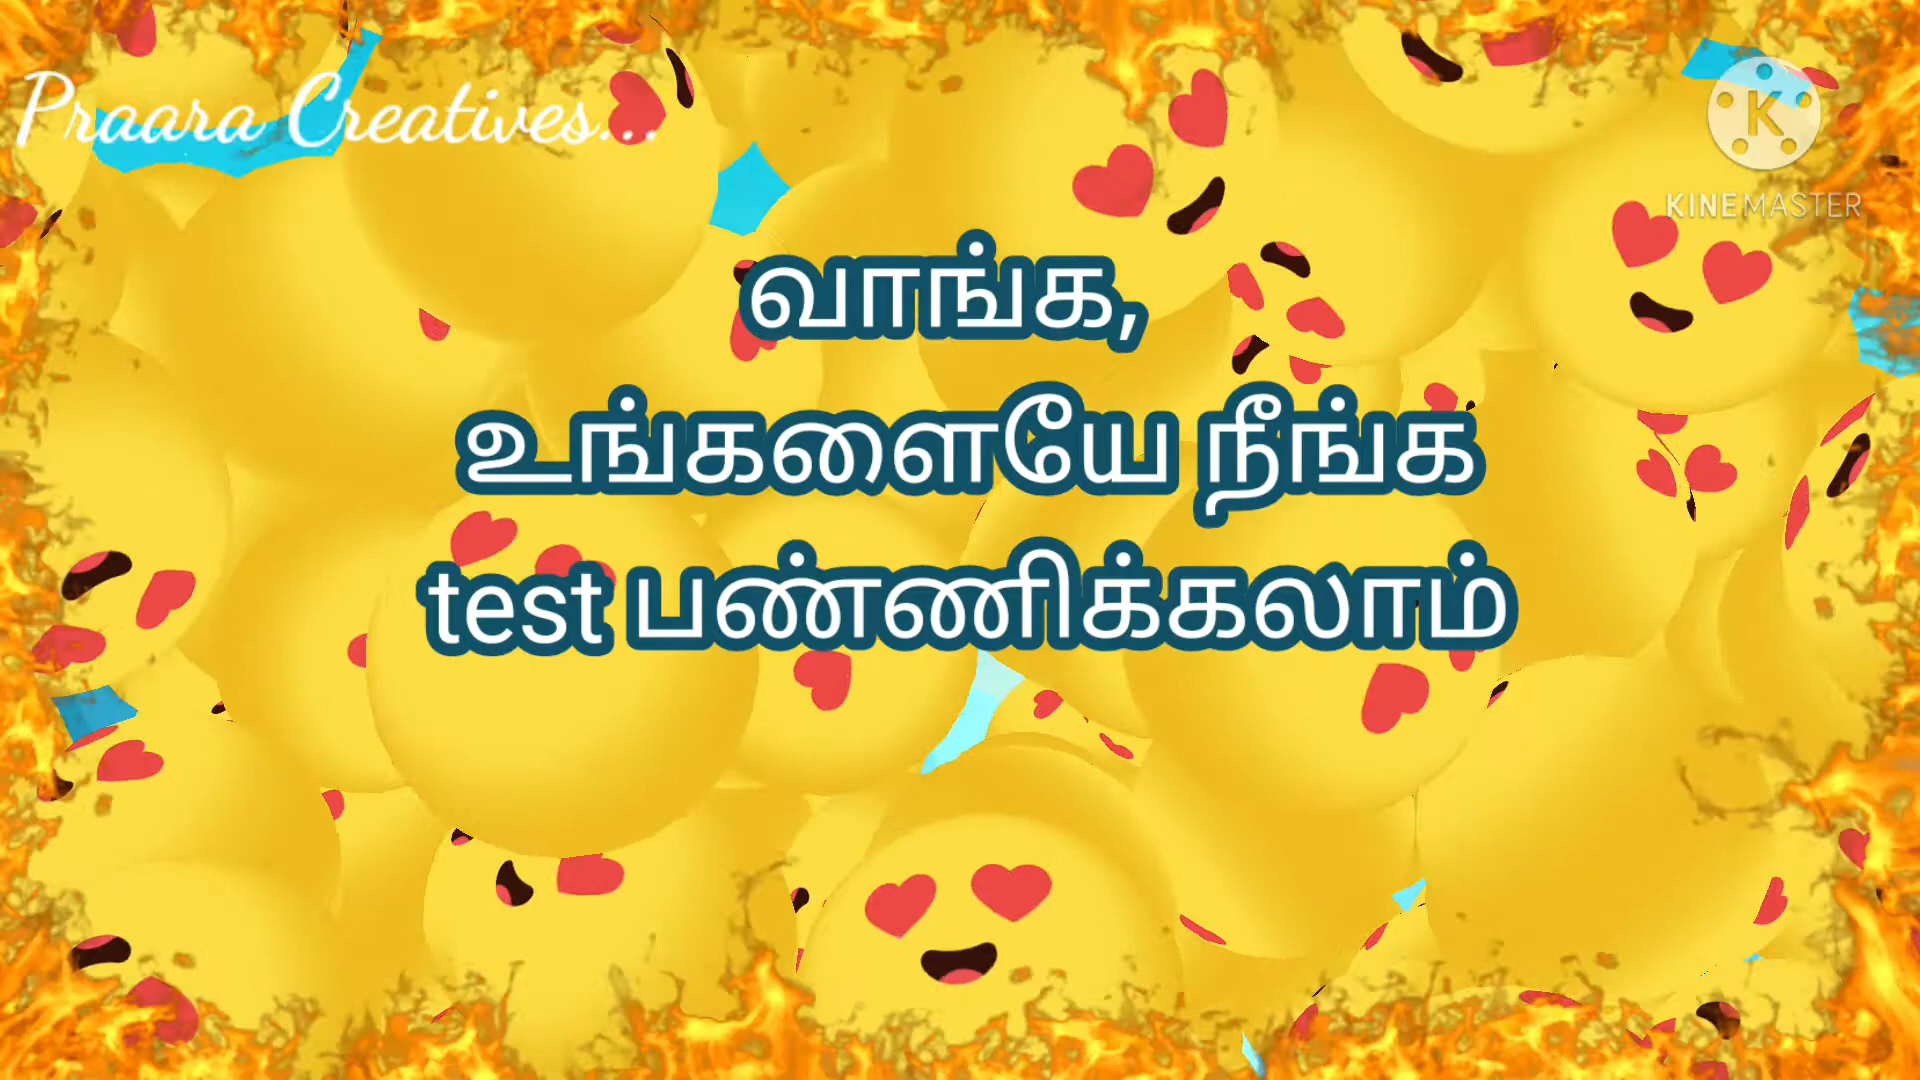 Praara Creatives...
K
KINEMASTER
வாங்க,
உங்களையே நீங்க
test பண்ணிக்கலாம்